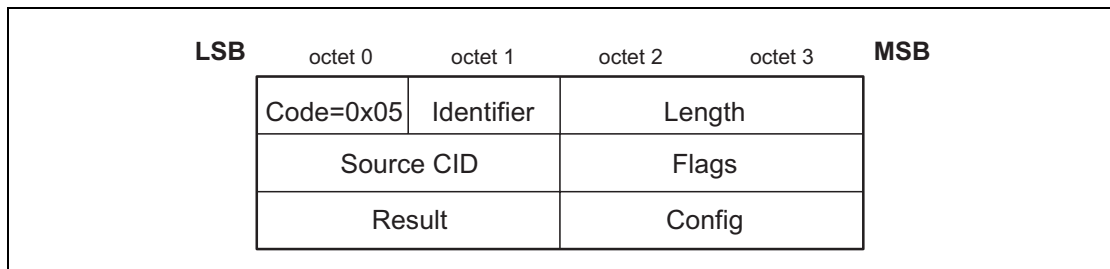 LSB octet 0 octet 1 octet 2 octet 3 MSB
Code=0x05 Identifier Length
Source CID Flags
Result Config